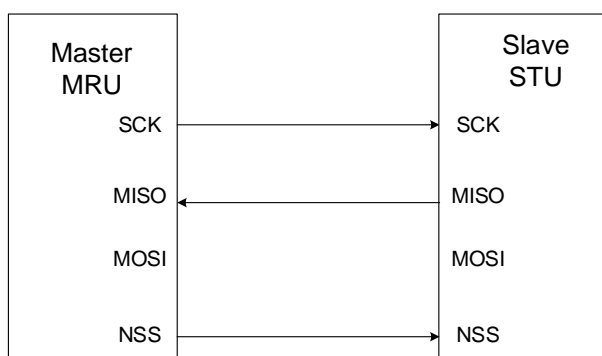 Master
MRU
Slave
STU
SCK
SCK
MISO
MISO
MOSI
MOSI
NSS
NSS